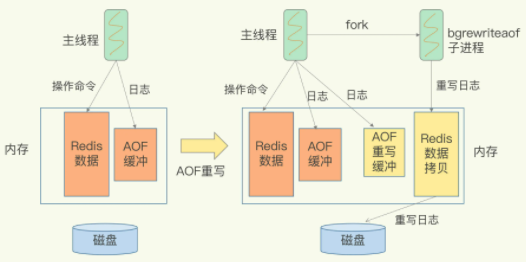 主线程
操作命令
日志
内存
Redis
数据
AOF
缓冲
磁盘
AOF重写
主线程
fork
bgrewriteaof
子进程
操作命令
日志
日志
重写日志
Redis
数据
AOF
缓冲
AOF
重写
缓冲
Redis
数据
拷贝
内存
重写日志
磁盘